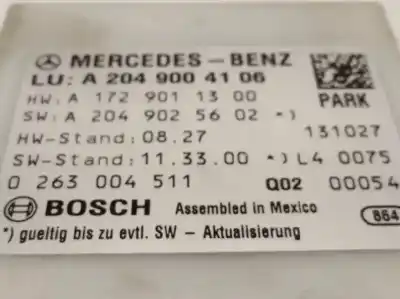 MERCEDES-BENZ
LU: A 204 900 41 06
HW: A 172 901 13 00 PARK
SW: A 204 902 56 02 *)
HW-Stand: 08.27 131027
SW-Stand: 11.33.00 *) L4 0075
0 263 004 511 Q02 00054
BOSCH Assembled in Mexico 864
*) gueitig bis zu evtl. SW - Aktualisierung